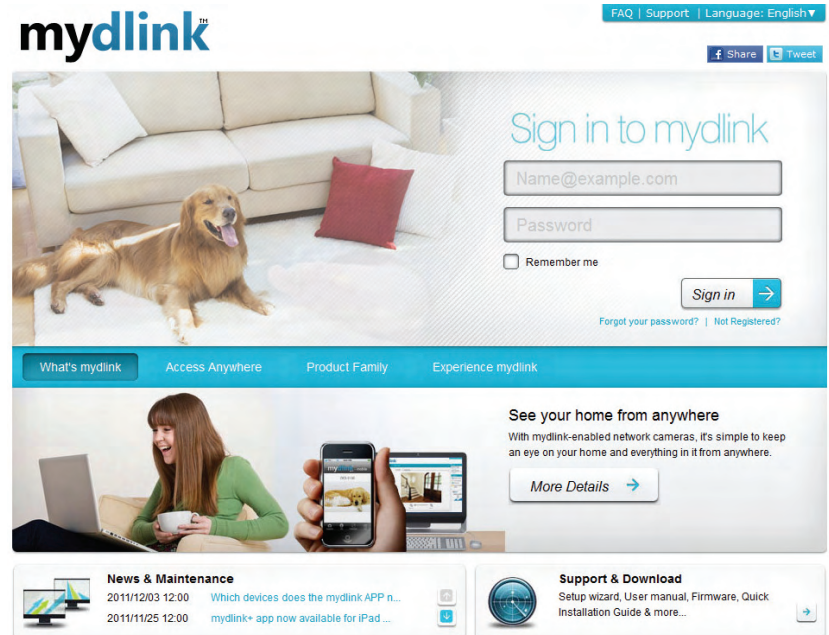 mydlink™
FAQ | Support | Language: English▼
Share Tweet
Sign in to mydlink
Name@example.com
Password
Remember me
Sign in
Forgot your password? | Not Registered?
What's mydlink Access Anywhere Product Family Experience mydlink
See your home from anywhere
With mydlink-enabled network cameras, it's simple to keep
an eye on your home and everything in it from anywhere.
More Details
News & Maintenance
2011/12/03 12:00 Which devices does the mydlink APP n...
2011/11/25 12:00 mydlink+ app now available for iPad ...
Support & Download
Setup wizard, User manual, Firmware, Quick
Installation Guide & more...